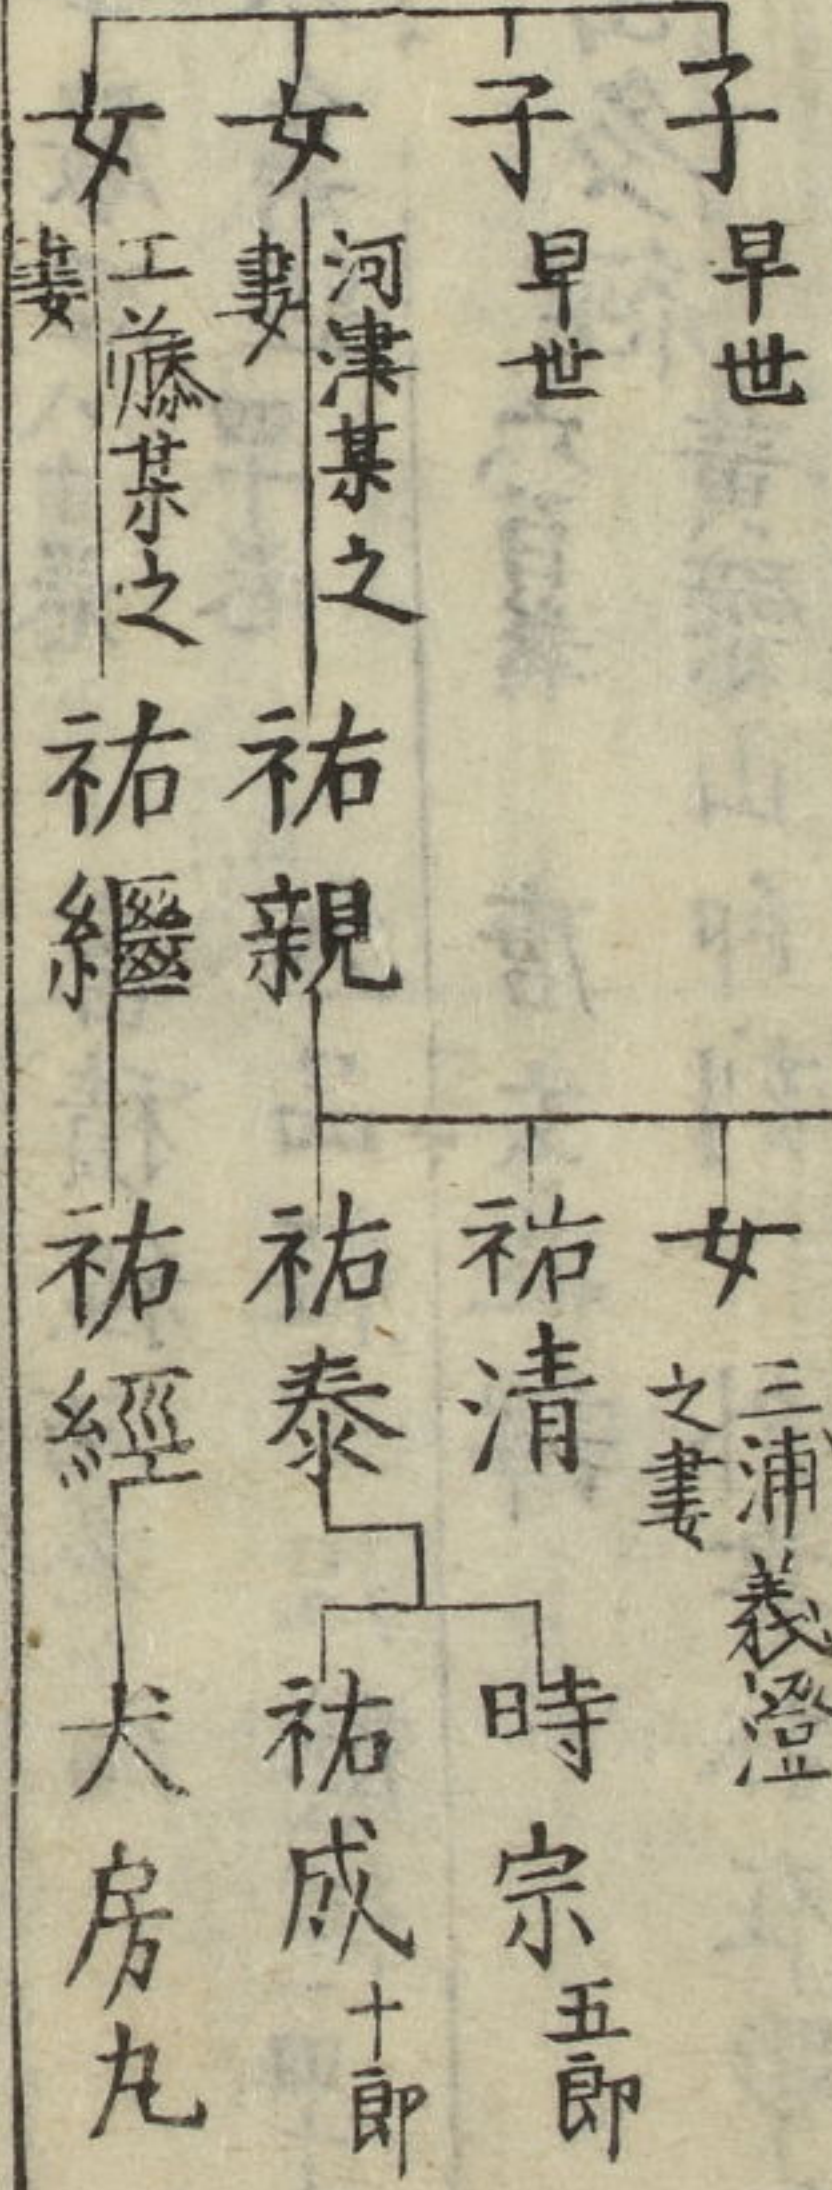 子 早世
子 早世
女 河津某之妻
女 工藤某之妻
祐親
祐繼
女 三浦義澄之妻
祐清
祐泰
祐經
時宗 五郎
祐成 十郎
犬房丸